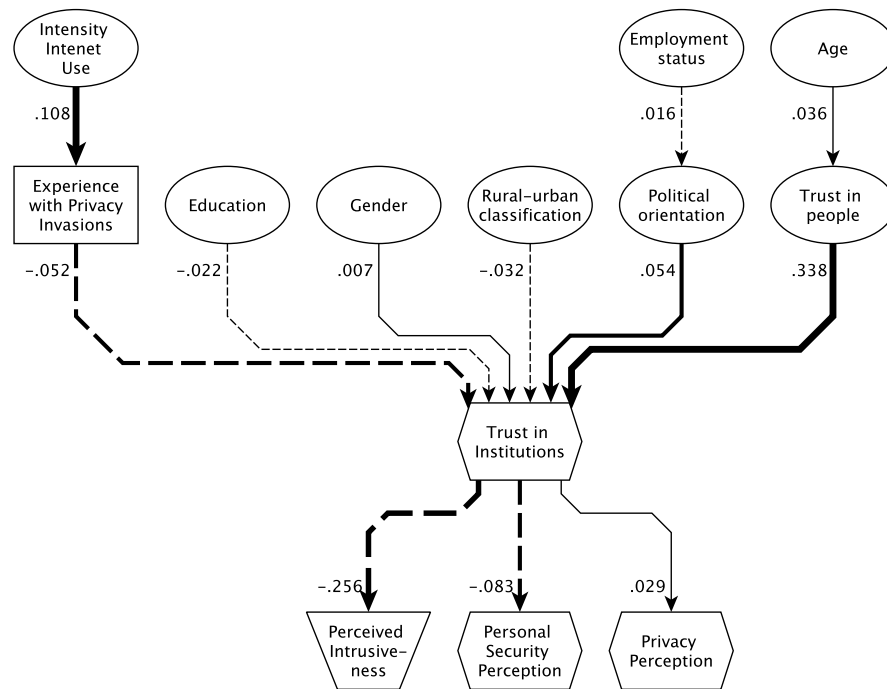 Intensity
Intenet
Use
Employment
status
Age
.108
.016
.036
Experience
with Privacy
Invasions
Education
Gender
Rural-urban
classification
Political
orientation
Trust in
people
-.052
-.022
.007
-.032
.054
.338
Trust in
Institutions
-.256
-.083
.029
Perceived
Intrusive-
ness
Personal
Security
Perception
Privacy
Perception